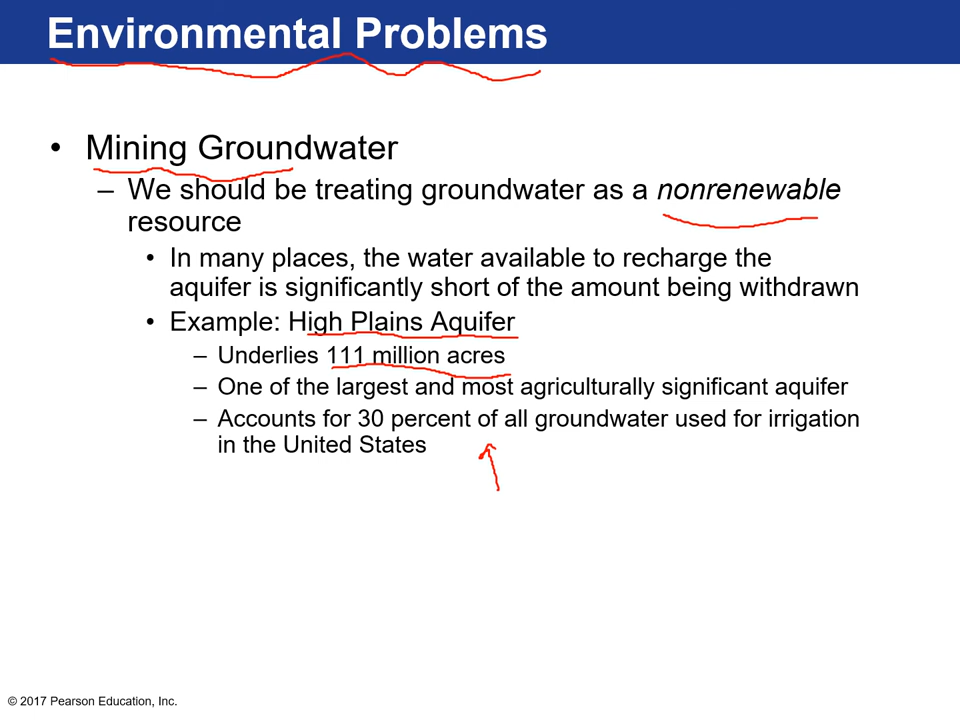 Environmental Problems
• Mining Groundwater
– We should be treating groundwater as a nonrenewable
resource
• In many places, the water available to recharge the
aquifer is significantly short of the amount being withdrawn
• Example: High Plains Aquifer
– Underlies 111 million acres
– One of the largest and most agriculturally significant aquifer
– Accounts for 30 percent of all groundwater used for irrigation
in the United States
© 2017 Pearson Education, Inc.